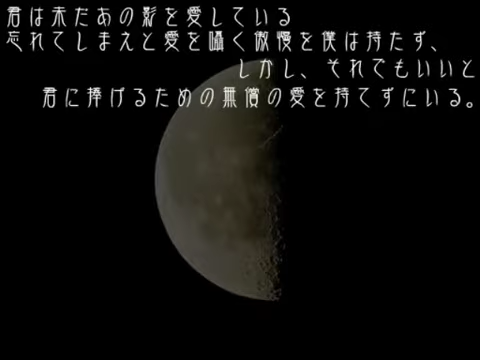 君は未だあの影を愛している
忘れてしまえと愛を囁く傲慢を僕は持たず、
しかし、それでもいいと
君に捧げるための無償の愛を持てずにいる。